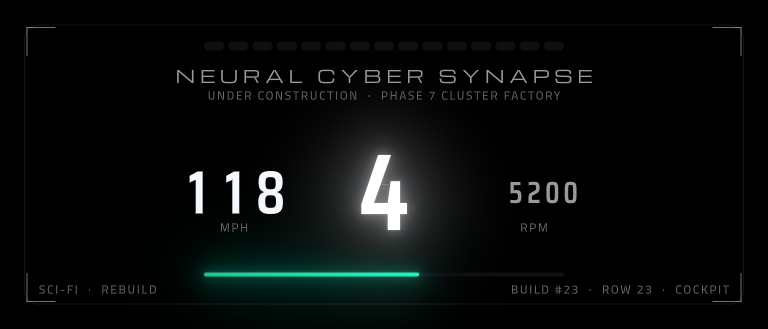 NEURAL CYBER SYNAPSE
UNDER CONSTRUCTION · PHASE 7 CLUSTER FACTORY
118 4 5200
MPH RPM
SCI-FI · REBUILD BUILD #23 · ROW 23 · COCKPIT